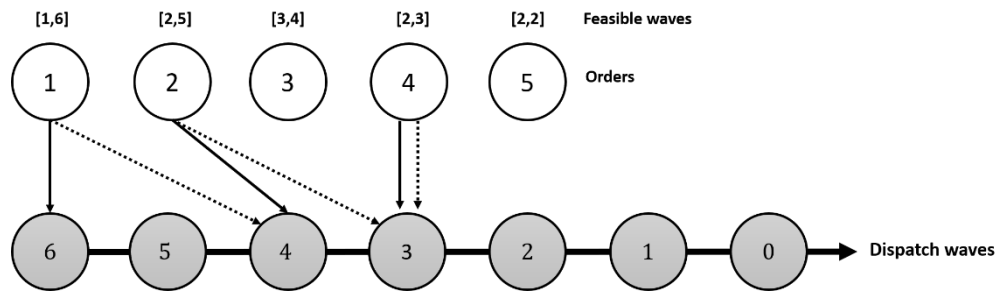 [1,6] [2,5] [3,4] [2,3] [2,2] Feasible waves
1 2 3 4 5 Orders
6 5 4 3 2 1 0 Dispatch waves